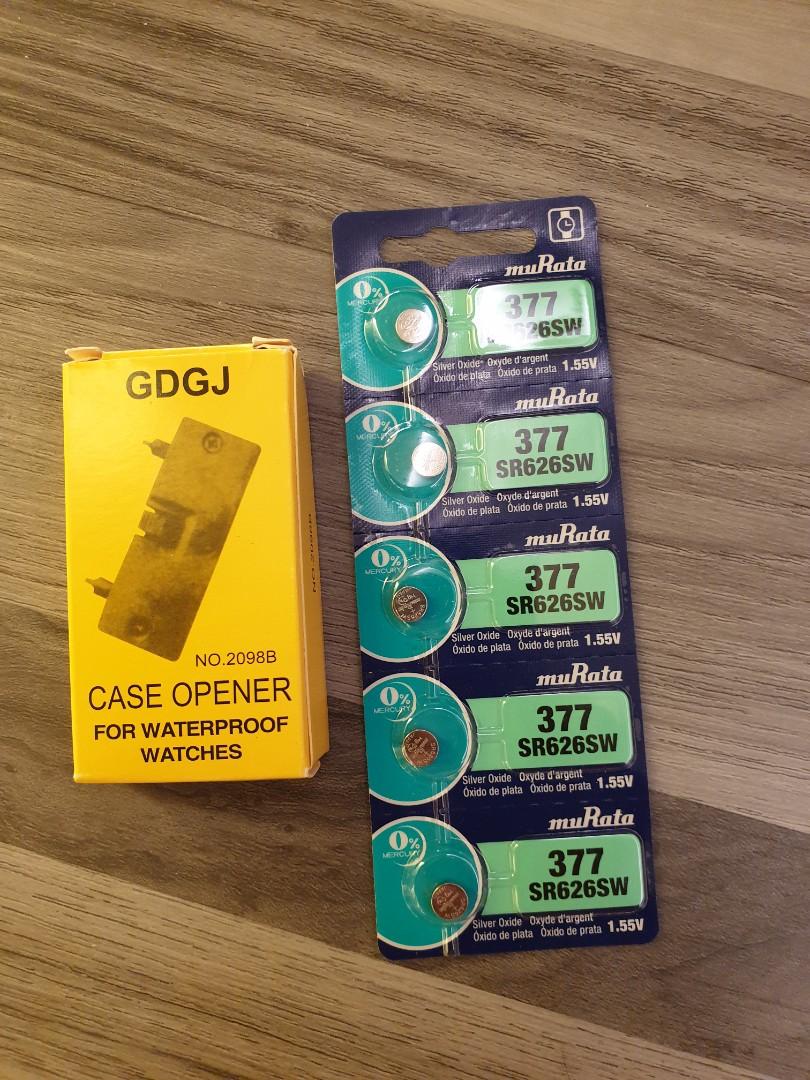 GDGJ
NO.2098B
CASE OPENER
FOR WATERPROOF
WATCHES
NO.2098B
muRata
0%
MERCURY
377
626SW
Silver Oxide Oxyde d'argent
Óxido de plata Óxido de prata 1.55V
muRata
0%
MERCURY
377
SR626SW
Silver Oxide Oxyde d'argent
Óxido de plata Óxido de prata 1.55V
muRata
0%
MERCURY
377
SR626SW
Silver Oxide Oxyde d'argent
Óxido de plata Óxido de prata 1.55V
muRata
0%
MERCURY
377
SR626SW
Silver Oxide Oxyde d'argent
Óxido de plata Óxido de prata 1.55V
muRata
0%
MERCURY
377
SR626SW
Silver Oxide Oxyde d'argent
Óxido de plata Óxido de prata 1.55V